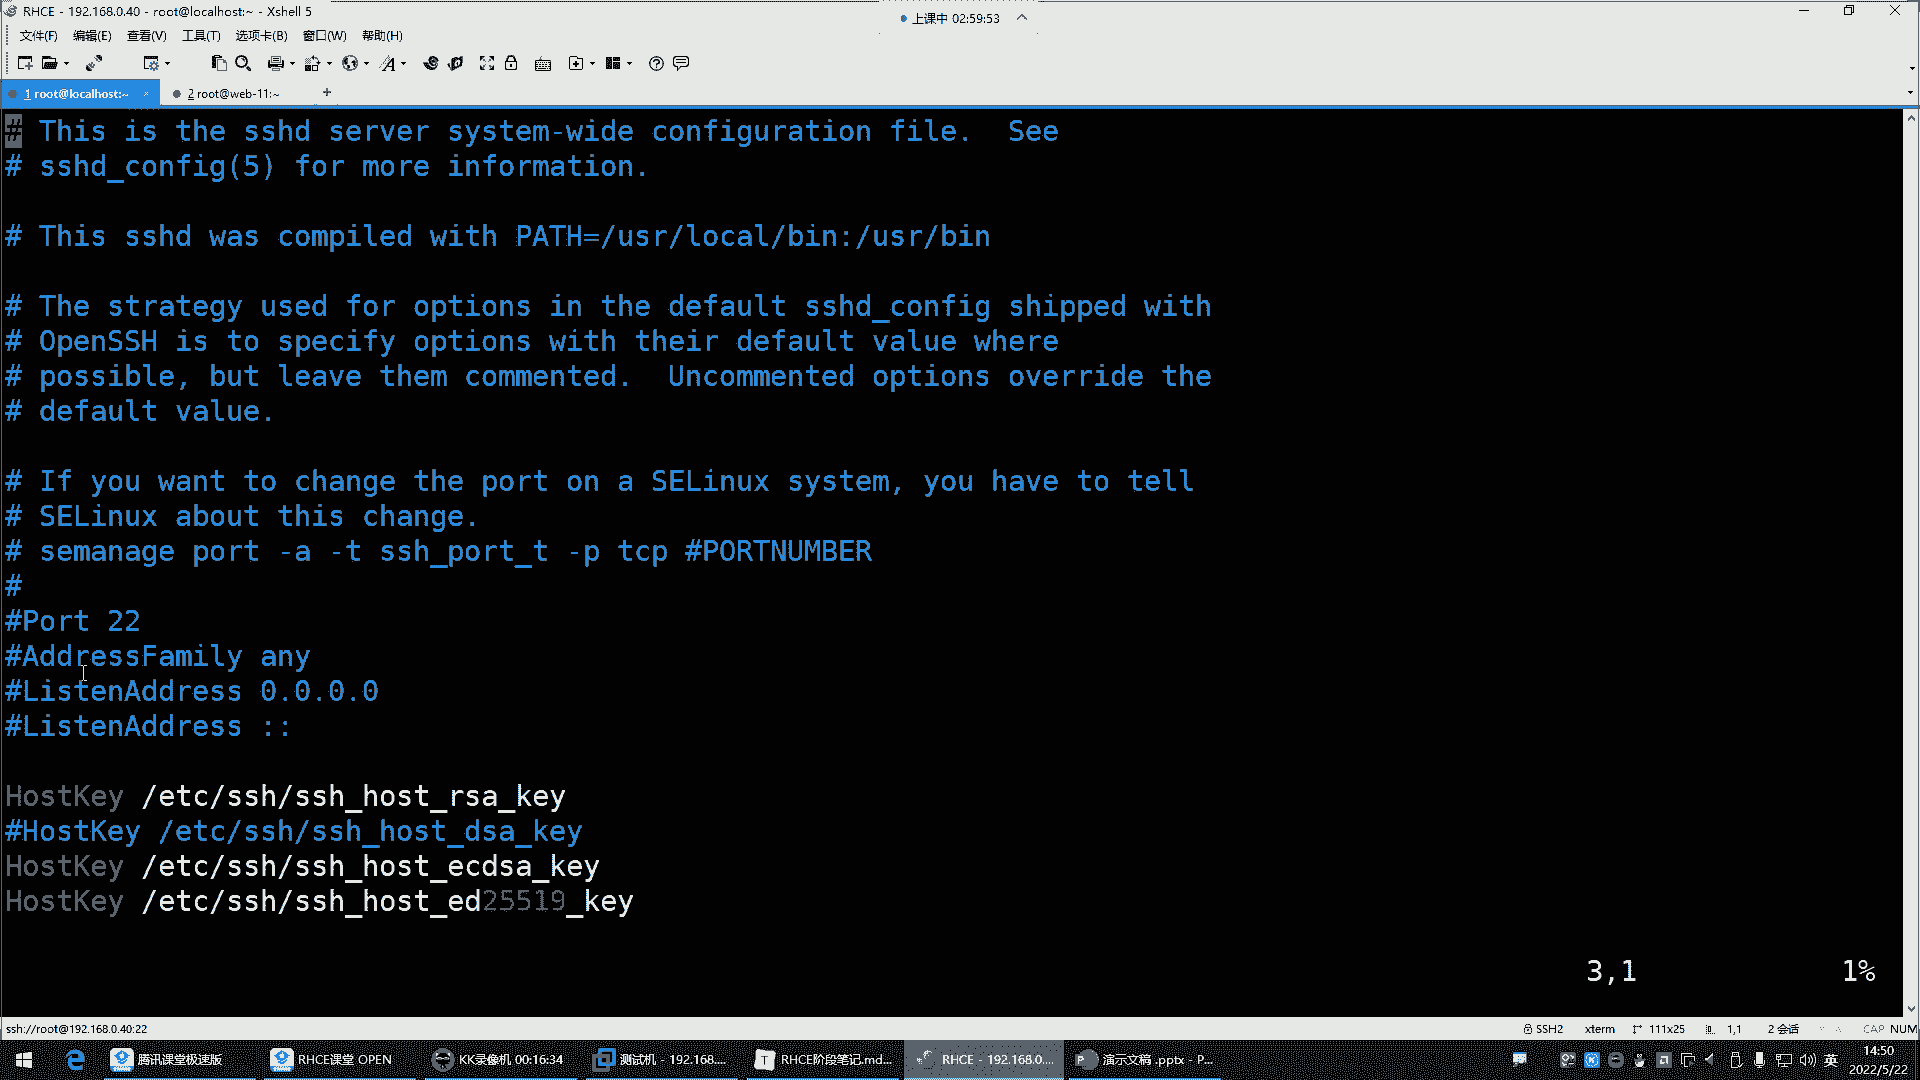 RHCE - 192.168.0.40 - root@localhost:~ - Xshell 5
上课中 02:59:53
文件(F) 编辑(E) 查看(V) 工具(T) 选项卡(B) 窗口(W) 帮助(H)
1 root@localhost:~ × 2 root@web-11:~ +
# This is the sshd server system-wide configuration file.  See
# sshd_config(5) for more information.
# This sshd was compiled with PATH=/usr/local/bin:/usr/bin
# The strategy used for options in the default sshd_config shipped with
# OpenSSH is to specify options with their default value where
# possible, but leave them commented.  Uncommented options override the
# default value.
# If you want to change the port on a SELinux system, you have to tell
# SELinux about this change.
# semanage port -a -t ssh_port_t -p tcp #PORTNUMBER
#
#Port 22
#AddressFamily any
#ListenAddress 0.0.0.0
#ListenAddress ::
HostKey /etc/ssh/ssh_host_rsa_key
#HostKey /etc/ssh/ssh_host_dsa_key
HostKey /etc/ssh/ssh_host_ecdsa_key
HostKey /etc/ssh/ssh_host_ed25519_key
3,1 1%
ssh://root@192.168.0.40:22 SSH2 xterm 111x25 1,1 2 会话 CAP NUM
腾讯课堂极速版 RHCE课堂 OPEN KK录像机 00:16:34 测试机 - 192.168.... RHCE阶段笔记.md... RHCE - 192.168.0.... 演示文稿 .pptx - P... 英 14:50
2022/5/22